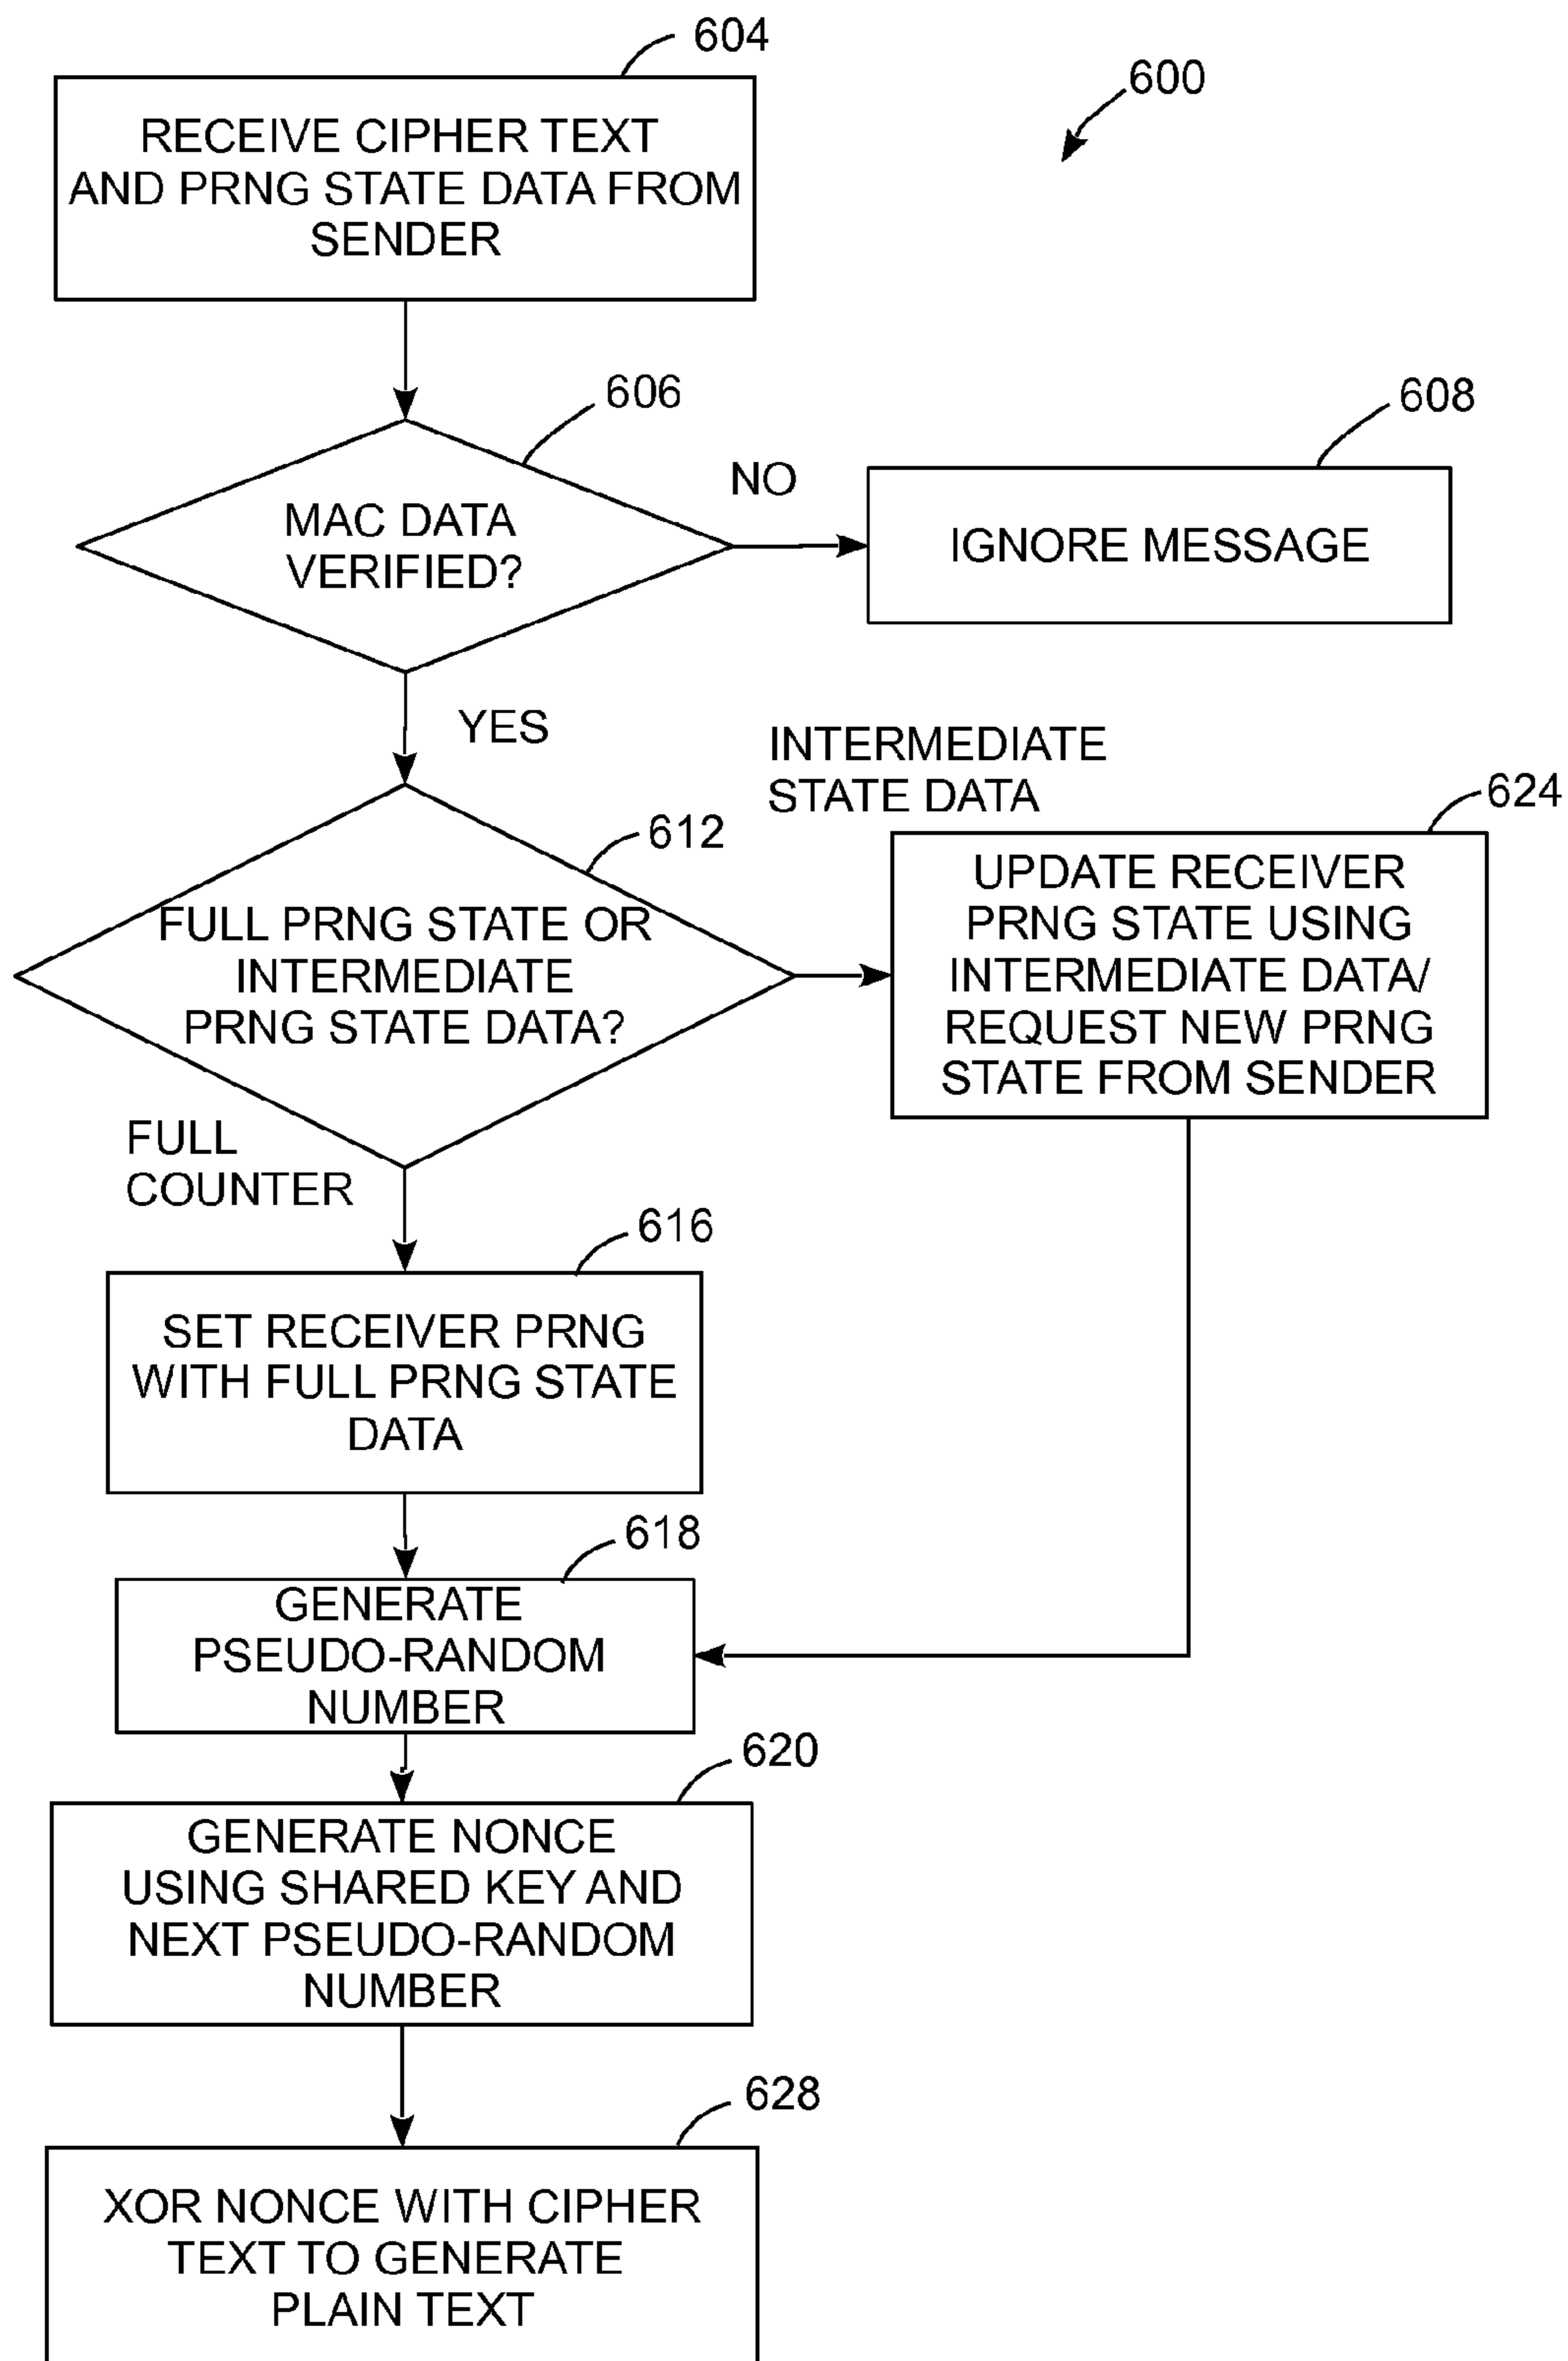 604
600
RECEIVE CIPHER TEXT
AND PRNG STATE DATA FROM
SENDER
606
608
NO
MAC DATA
VERIFIED?
IGNORE MESSAGE
YES
INTERMEDIATE
STATE DATA
624
612
FULL PRNG STATE OR
INTERMEDIATE
PRNG STATE DATA?
UPDATE RECEIVER
PRNG STATE USING
INTERMEDIATE DATA/
REQUEST NEW PRNG
STATE FROM SENDER
FULL
COUNTER
616
SET RECEIVER PRNG
WITH FULL PRNG STATE
DATA
618
GENERATE
PSEUDO-RANDOM
NUMBER
620
GENERATE NONCE
USING SHARED KEY AND
NEXT PSEUDO-RANDOM
NUMBER
628
XOR NONCE WITH CIPHER
TEXT TO GENERATE
PLAIN TEXT